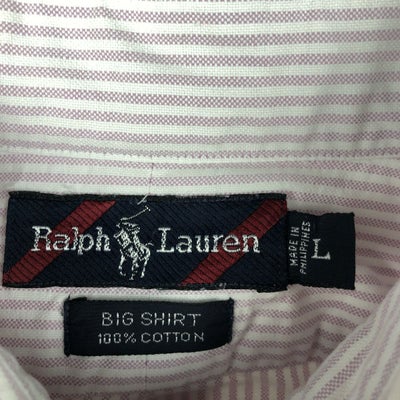 Ralph Lauren
L
MADE IN
PHILIPPINES
BIG SHIRT
100% COTTON